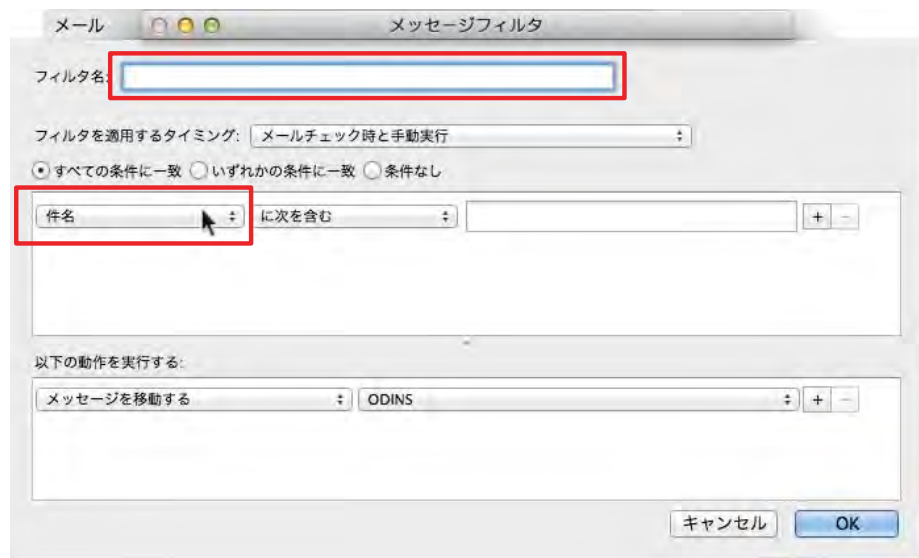 メール メッセージフィルタ
フィルタ名:
フィルタを適用するタイミング: メールチェック時と手動実行
すべての条件に一致 いずれかの条件に一致 条件なし
件名 に次を含む + -
以下の動作を実行する:
メッセージを移動する ODINS + -
キャンセル OK